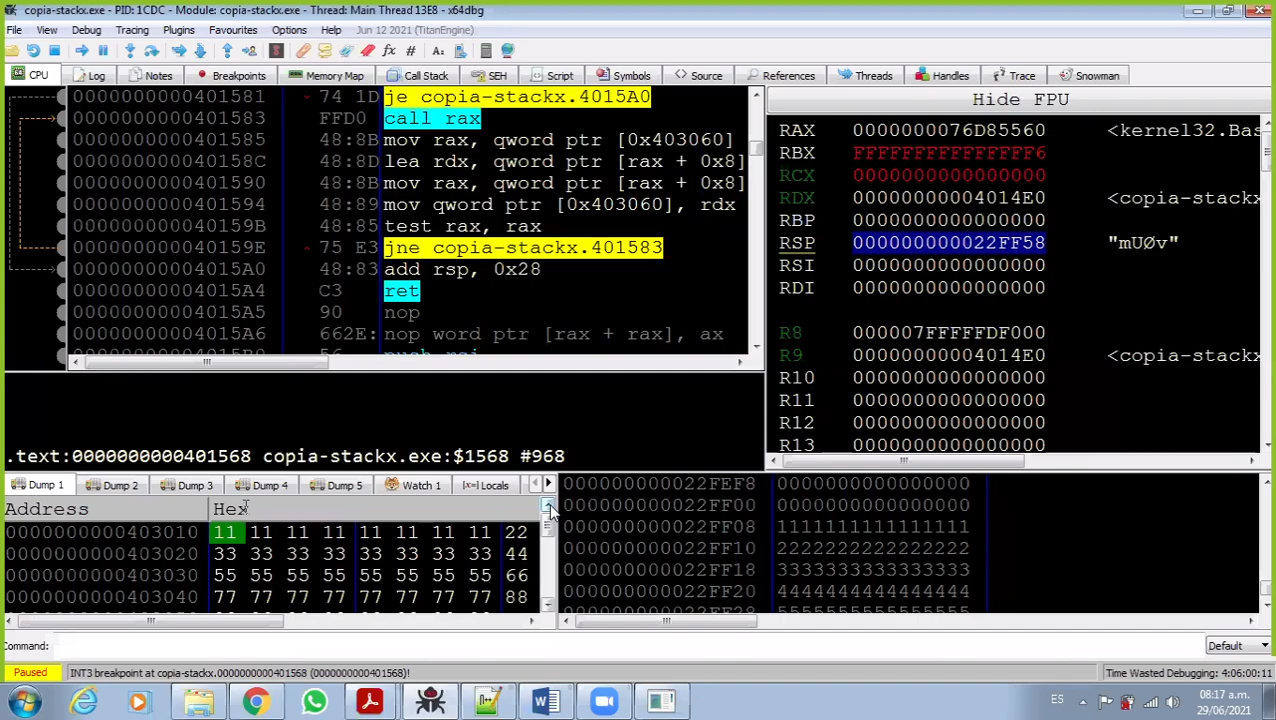 copia-stackx.exe - PID: 1CDC - Module: copia-stackx.exe - Thread: Main Thread 13E8 - x64dbg
File View Debug Tracing Plugins Favourites Options Help Jun 12 2021 (TitanEngine)
CPU Log Notes Breakpoints Memory Map Call Stack SEH Script Symbols Source References Threads Handles Trace Snowman
0000000000401581 74 1D je copia-stackx.4015A0
0000000000401583 FFD0 call rax
0000000000401585 48:8B mov rax, qword ptr [0x403060]
000000000040158C 48:8D lea rdx, qword ptr [rax + 0x8]
0000000000401590 48:8B mov rax, qword ptr [rax + 0x8]
0000000000401594 48:89 mov qword ptr [0x403060], rdx
000000000040159B 48:85 test rax, rax
000000000040159E 75 E3 jne copia-stackx.401583
00000000004015A0 48:83 add rsp, 0x28
00000000004015A4 C3 ret
00000000004015A5 90 nop
00000000004015A6 662E: nop word ptr [rax + rax], ax
00000000004015B0 56 push rsi
Hide FPU
RAX 0000000076D85560 <kernel32.Bas
RBX FFFFFFFFFFFFFFF6
RCX 0000000000000000
RDX 00000000004014E0 <copia-stackx
RBP 0000000000000000
RSP 000000000022FF58 "mUØv"
RSI 0000000000000000
RDI 0000000000000000
R8 000007FFFFFDF000
R9 00000000004014E0 <copia-stackx
R10 0000000000000000
R11 0000000000000000
R12 0000000000000000
R13 0000000000000000
.text:0000000000401568 copia-stackx.exe:$1568 #968
Dump 1 Dump 2 Dump 3 Dump 4 Dump 5 Watch 1 [x=] Locals
Address Hex
0000000000403010 11 11 11 11 11 11 11 11 22
0000000000403020 33 33 33 33 33 33 33 33 44
0000000000403030 55 55 55 55 55 55 55 55 66
0000000000403040 77 77 77 77 77 77 77 77 88
000000000022FEF8 0000000000000000
000000000022FF00 0000000000000000
000000000022FF08 1111111111111111
000000000022FF10 2222222222222222
000000000022FF18 3333333333333333
000000000022FF20 4444444444444444
000000000022FF28 5555555555555555
Command: Default
Paused INT3 breakpoint at copia-stackx.0000000000401568 (0000000000401568)! Time Wasted Debugging: 4:06:00:11
ES 08:17 a.m.
29/06/2021